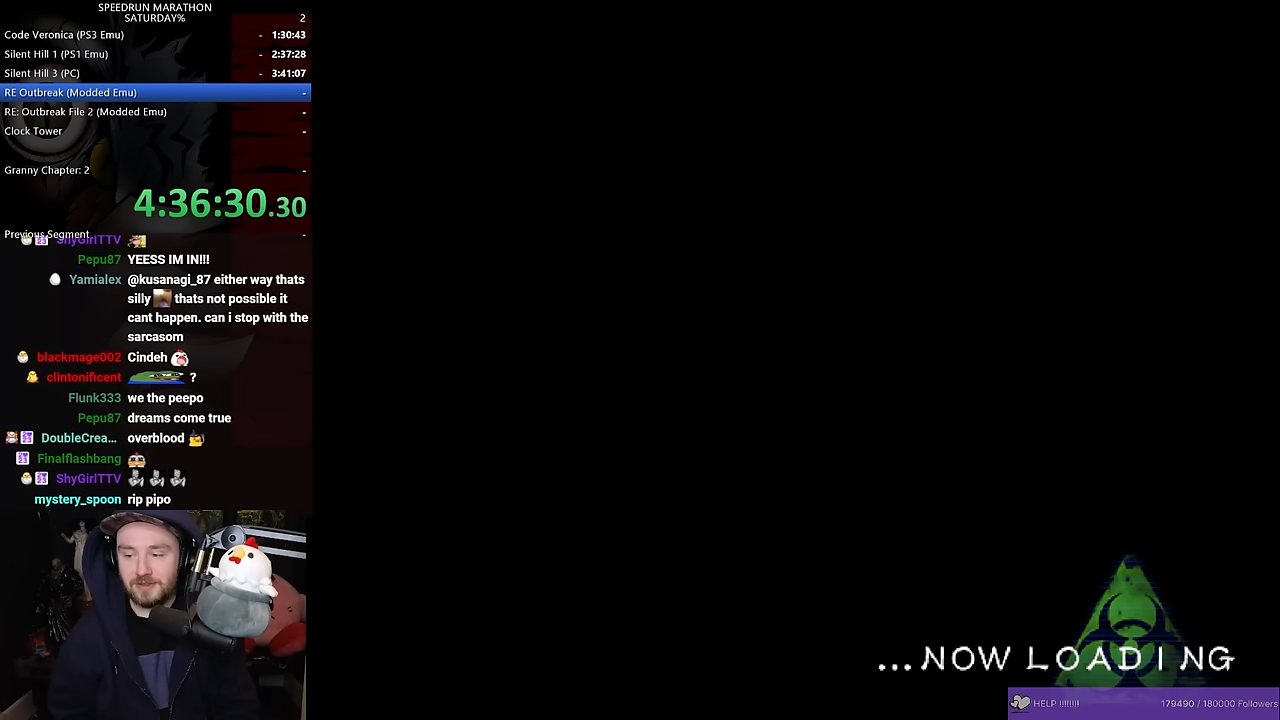 SPEEDRUN MARATHON
SATURDAY% 2
Code Veronica (PS3 Emu) - 1:30:43
Silent Hill 1 (PS1 Emu) - 2:37:28
Silent Hill 3 (PC) - 3:41:07
RE Outbreak (Modded Emu) -
RE: Outbreak File 2 (Modded Emu) -
Clock Tower -
Granny Chapter: 2 -
4:36:30.30
Previous Segment -
ShyGirlTTV
Pepu87 YEESS IM IN!!!
Yamialex @kusanagi_87 either way thats
silly thats not possible it
cant happen. can i stop with the
sarcasom
blackmage002 Cindeh
clintonificent ?
Flunk333 we the peepo
Pepu87 dreams come true
DoubleCrea... overblood
Finalflashbang
ShyGirlTTV
mystery_spoon rip pipo
...NOW LOADING
HELP !!!!!!! 179490 / 180000 Followers